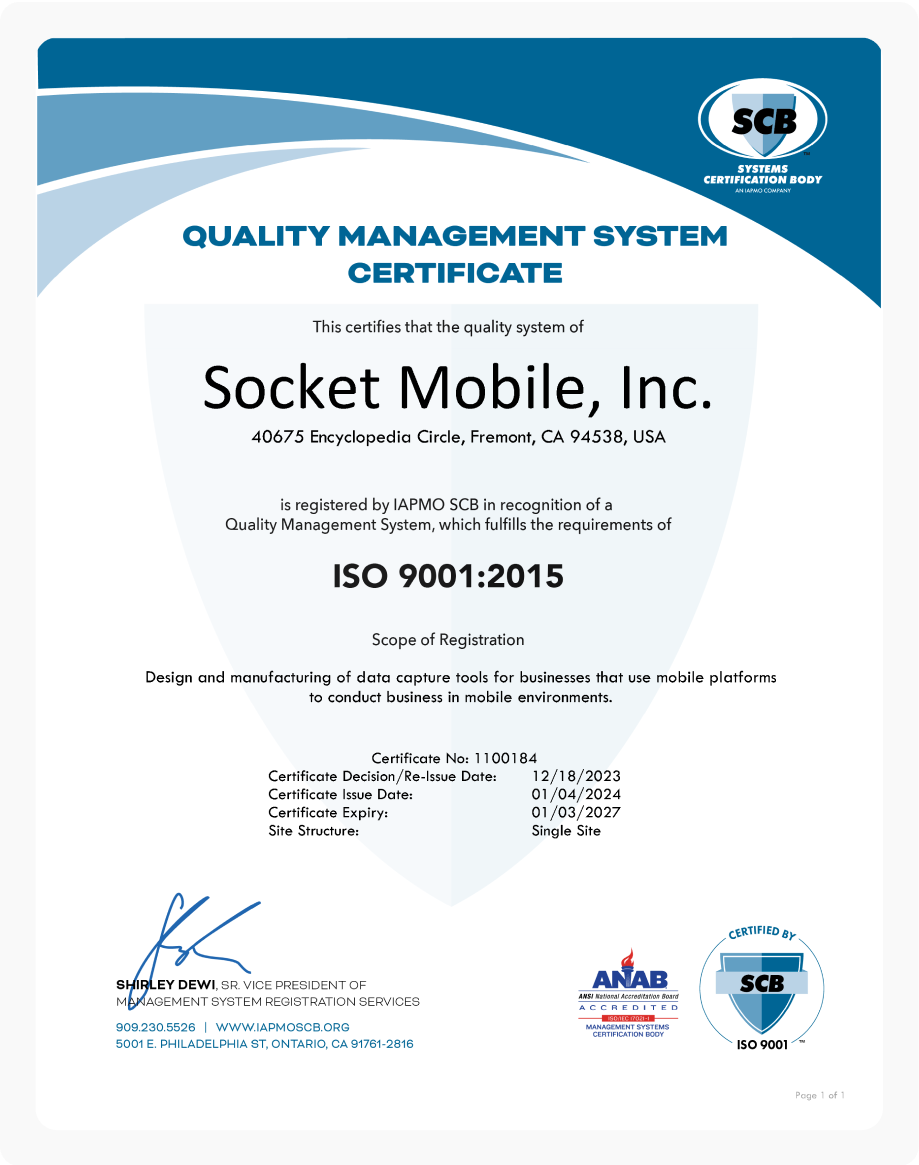 SCB
™
SYSTEMS
CERTIFICATION BODY
AN IAPMO COMPANY
QUALITY MANAGEMENT SYSTEM
CERTIFICATE
This certifies that the quality system of
Socket Mobile, Inc.
40675 Encyclopedia Circle, Fremont, CA 94538, USA
is registered by IAPMO SCB in recognition of a
Quality Management System, which fulfills the requirements of
ISO 9001:2015
Scope of Registration
Design and manufacturing of data capture tools for businesses that use mobile platforms
to conduct business in mobile environments.
Certificate No: 1100184
Certificate Decision/Re-Issue Date: 12/18/2023
Certificate Issue Date: 01/04/2024
Certificate Expiry: 01/03/2027
Site Structure: Single Site
SHIRLEY DEWI, SR. VICE PRESIDENT OF
MANAGEMENT SYSTEM REGISTRATION SERVICES
909.230.5526 | WWW.IAPMOSCB.ORG
5001 E. PHILADELPHIA ST, ONTARIO, CA 91761-2816
ANAB
ANSI National Accreditation Board
ACCREDITED
ISO/IEC 17021-1
MANAGEMENT SYSTEMS
CERTIFICATION BODY
CERTIFIED BY
SCB
ISO 9001 ™
Page 1 of 1